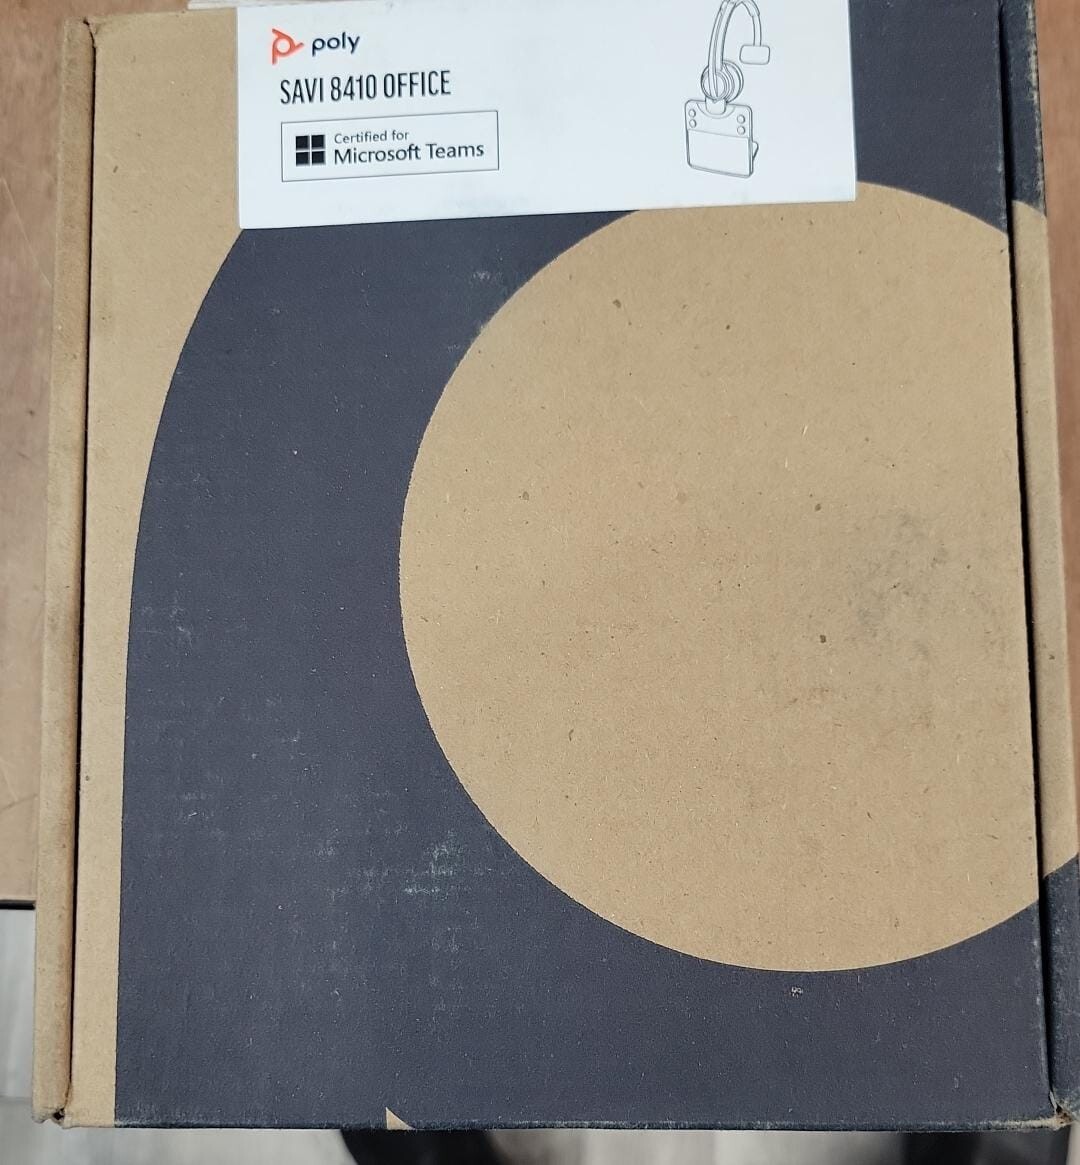 poly
SAVI 8410 OFFICE
Certified for
Microsoft Teams